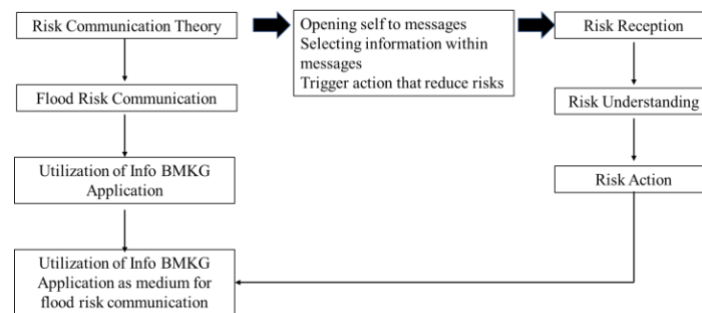 Risk Communication Theory
Opening self to messages
Selecting information within
messages
Trigger action that reduce risks
Risk Reception
Flood Risk Communication
Risk Understanding
Utilization of Info BMKG
Application
Risk Action
Utilization of Info BMKG
Application as medium for
flood risk communication